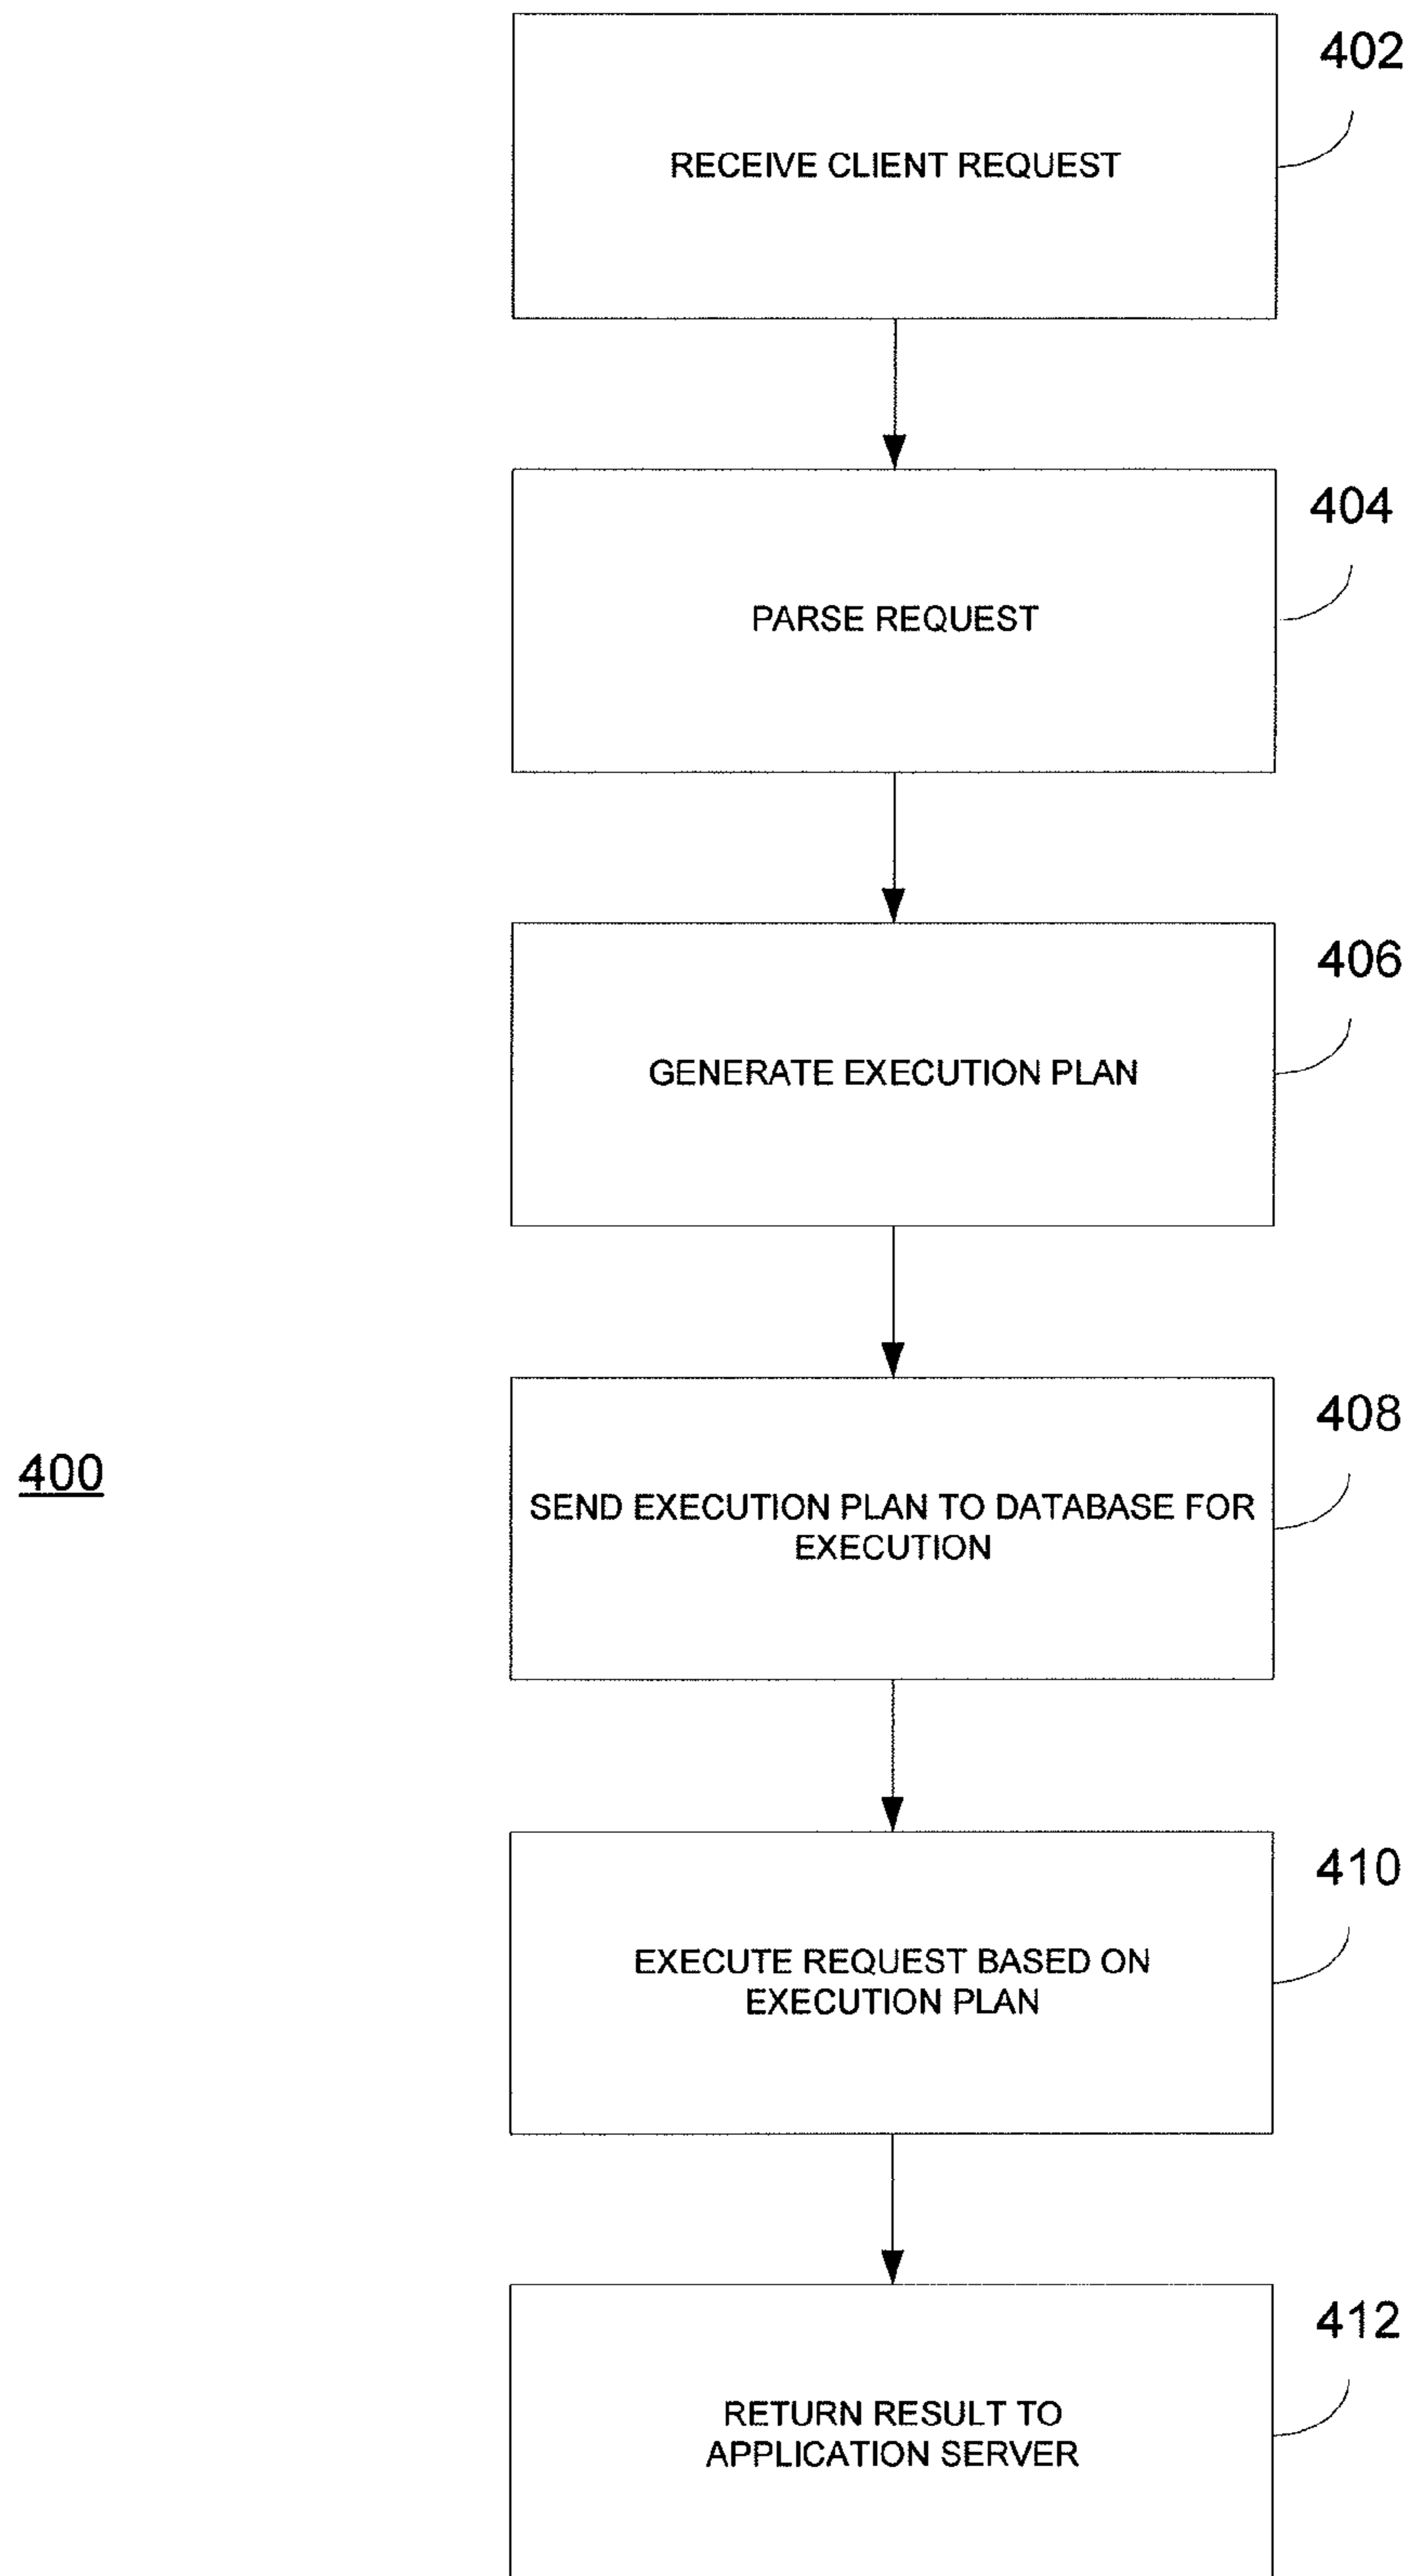 402
RECEIVE CLIENT REQUEST
404
PARSE REQUEST
406
GENERATE EXECUTION PLAN
408
400
SEND EXECUTION PLAN TO DATABASE FOR
EXECUTION
410
EXECUTE REQUEST BASED ON
EXECUTION PLAN
412
RETURN RESULT TO
APPLICATION SERVER